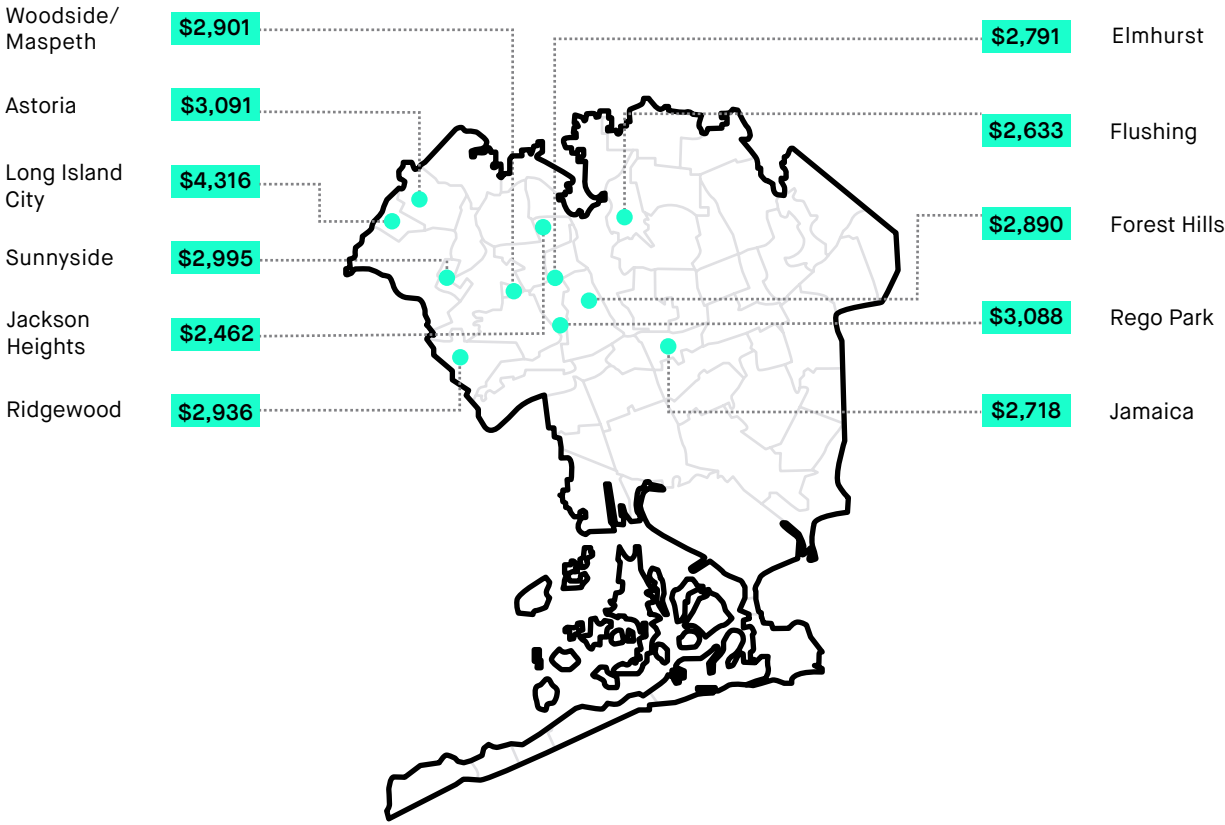 Woodside/
Maspeth
$2,901
Astoria
$3,091
Long Island
City
$4,316
Sunnyside
$2,995
Jackson
Heights
$2,462
Ridgewood
$2,936
$2,791
Elmhurst
$2,633
Flushing
$2,890
Forest Hills
$3,088
Rego Park
$2,718
Jamaica